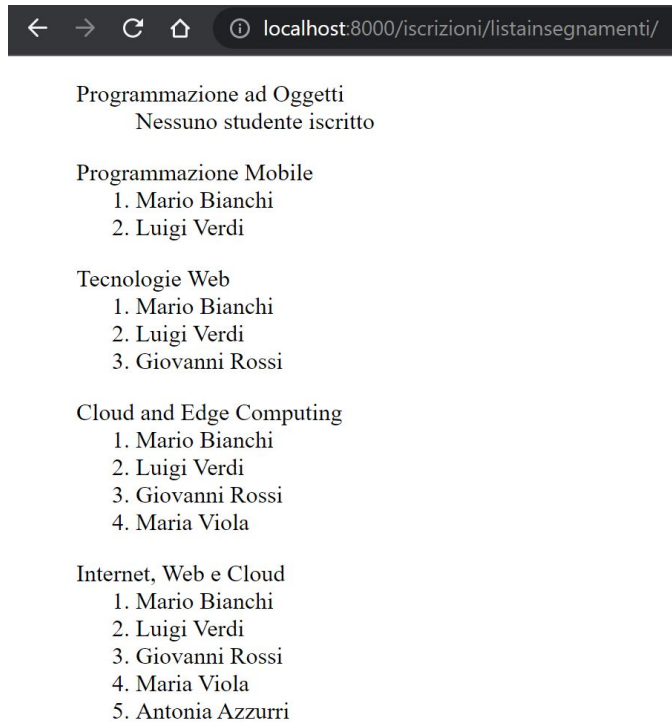 localhost:8000/iscrizioni/listainsegnamenti/
Programmazione ad Oggetti
Nessuno studente iscritto
Programmazione Mobile
1. Mario Bianchi
2. Luigi Verdi
Tecnologie Web
1. Mario Bianchi
2. Luigi Verdi
3. Giovanni Rossi
Cloud and Edge Computing
1. Mario Bianchi
2. Luigi Verdi
3. Giovanni Rossi
4. Maria Viola
Internet, Web e Cloud
1. Mario Bianchi
2. Luigi Verdi
3. Giovanni Rossi
4. Maria Viola
5. Antonia Azzurri